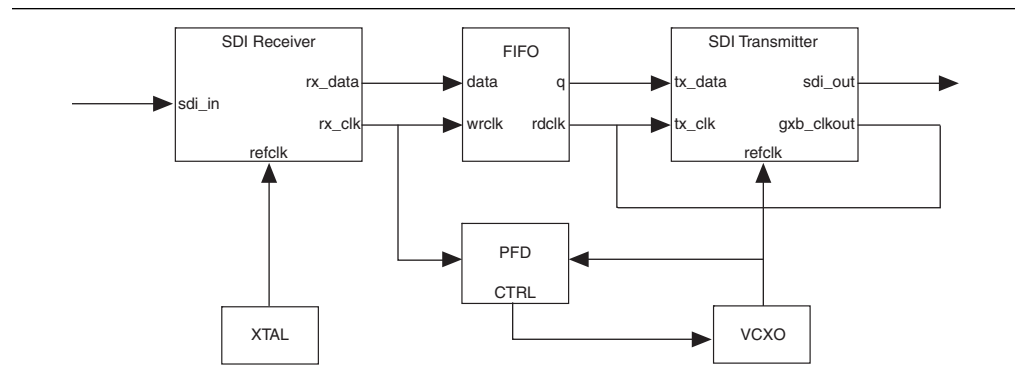 SDI Receiver
rx_data
sdi_in
rx_clk
refclk
FIFO
data
q
wrclk
rdclk
SDI Transmitter
tx_data
sdi_out
tx_clk
gxb_clkout
refclk
PFD
CTRL
XTAL
VCXO